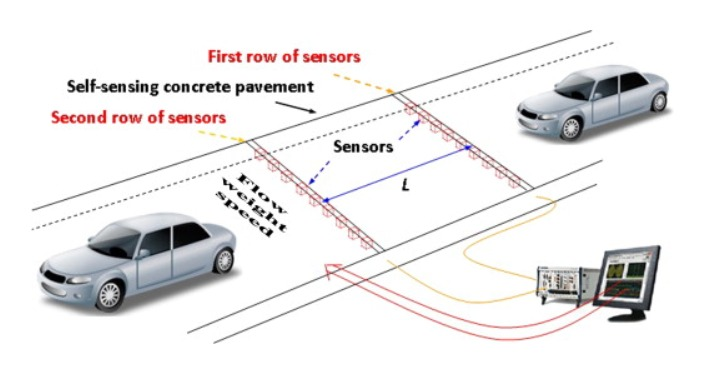 First row of sensors
Self-sensing concrete pavement
Second row of sensors
Sensors
L
Flow
weight
speed